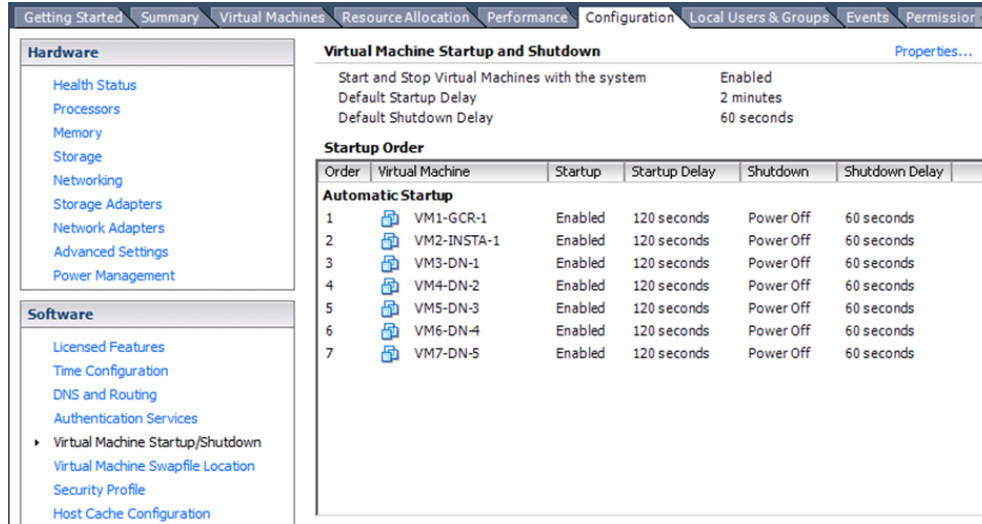 Getting Started Summary Virtual Machines Resource Allocation Performance Configuration Local Users & Groups Events Permission
Hardware
Health Status
Processors
Memory
Storage
Networking
Storage Adapters
Network Adapters
Advanced Settings
Power Management
Software
Licensed Features
Time Configuration
DNS and Routing
Authentication Services
Virtual Machine Startup/Shutdown
Virtual Machine Swapfile Location
Security Profile
Host Cache Configuration
Virtual Machine Startup and Shutdown Properties...
Start and Stop Virtual Machines with the system Enabled
Default Startup Delay 2 minutes
Default Shutdown Delay 60 seconds
Startup Order
Order Virtual Machine Startup Startup Delay Shutdown Shutdown Delay
Automatic Startup
1 VM1-GCR-1 Enabled 120 seconds Power Off 60 seconds
2 VM2-INSTA-1 Enabled 120 seconds Power Off 60 seconds
3 VM3-DN-1 Enabled 120 seconds Power Off 60 seconds
4 VM4-DN-2 Enabled 120 seconds Power Off 60 seconds
5 VM5-DN-3 Enabled 120 seconds Power Off 60 seconds
6 VM6-DN-4 Enabled 120 seconds Power Off 60 seconds
7 VM7-DN-5 Enabled 120 seconds Power Off 60 seconds